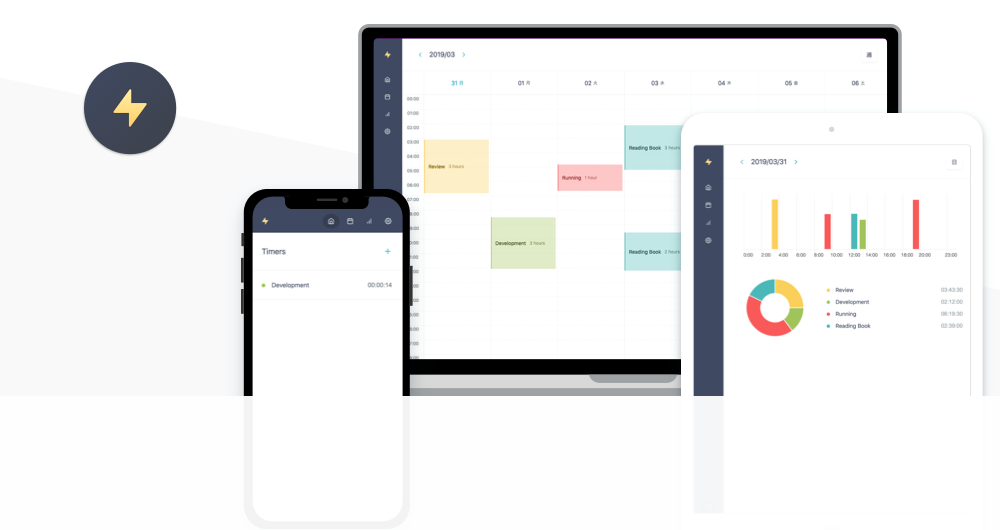 2019/03
31 月
01 月
02 火
03 水
04 木
05 金
06 土
00:00
01:00
02:00
03:00
04:00
05:00
06:00
Review 3 hours
Running 1 hour
Reading Book 3 hours
Development 3 hours
Reading Book 2 hours
Timers
+
Development 00:00:14
2019/03/31
0:00 2:00 4:00 6:00 8:00 10:00 12:00 14:00 16:00 18:00 20:00 23:00
Review 03:43:30
Development 02:12:00
Running 06:19:30
Reading Book 02:39:00